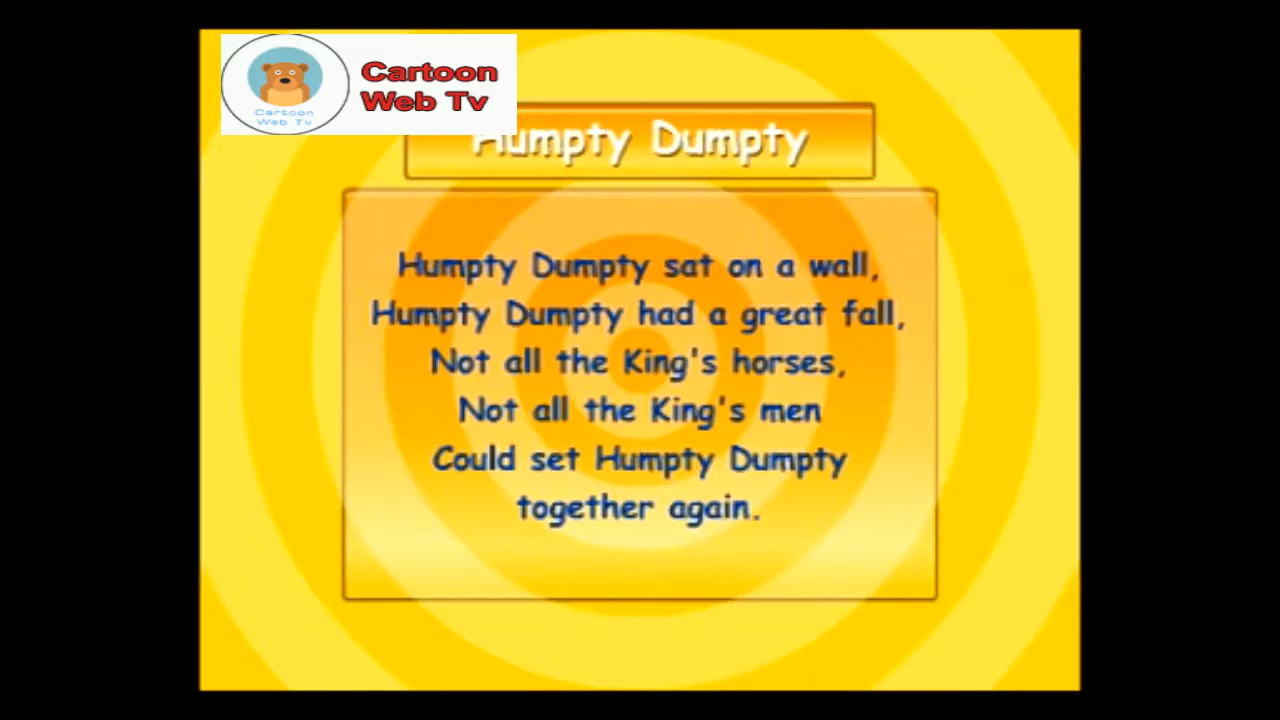 Cartoon
Web Tv
Cartoon
Web Tv
Humpty Dumpty
Humpty Dumpty sat on a wall,
Humpty Dumpty had a great fall,
Not all the King's horses,
Not all the King's men
Could set Humpty Dumpty
together again.